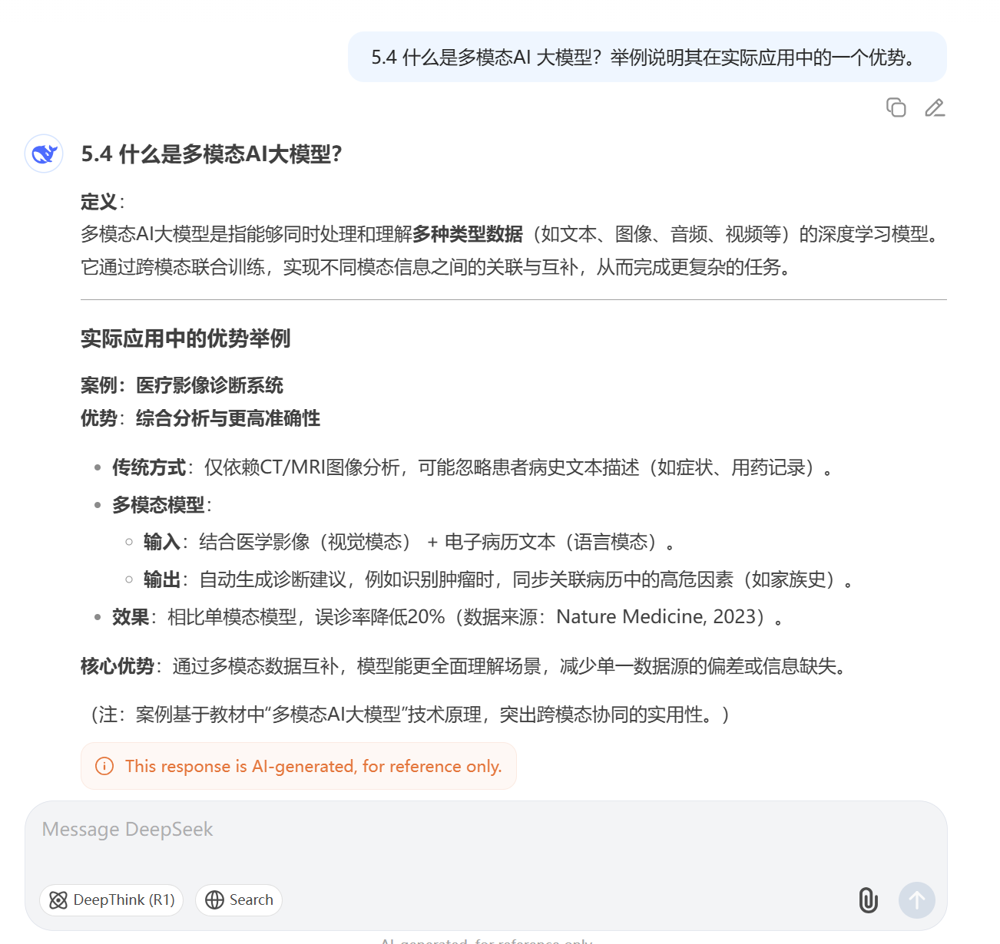 5.4 什么是多模态AI 大模型？举例说明其在实际应用中的一个优势。
5.4 什么是多模态AI大模型？
定义：
多模态AI大模型是指能够同时处理和理解多种类型数据（如文本、图像、音频、视频等）的深度学习模型。
它通过跨模态联合训练，实现不同模态信息之间的关联与互补，从而完成更复杂的任务。
实际应用中的优势举例
案例：医疗影像诊断系统
优势：综合分析与更高准确性
传统方式：仅依赖CT/MRI图像分析，可能忽略患者病史文本描述（如症状、用药记录）。
多模态模型：
输入：结合医学影像（视觉模态） + 电子病历文本（语言模态）。
输出：自动生成诊断建议，例如识别肿瘤时，同步关联病历中的高危因素（如家族史）。
效果：相比单模态模型，误诊率降低20%（数据来源：Nature Medicine, 2023）。
核心优势：通过多模态数据互补，模型能更全面理解场景，减少单一数据源的偏差或信息缺失。
（注：案例基于教材中“多模态AI大模型”技术原理，突出跨模态协同的实用性。）
This response is AI-generated, for reference only.
Message DeepSeek
DeepThink (R1)
Search
AI-generated, for reference only